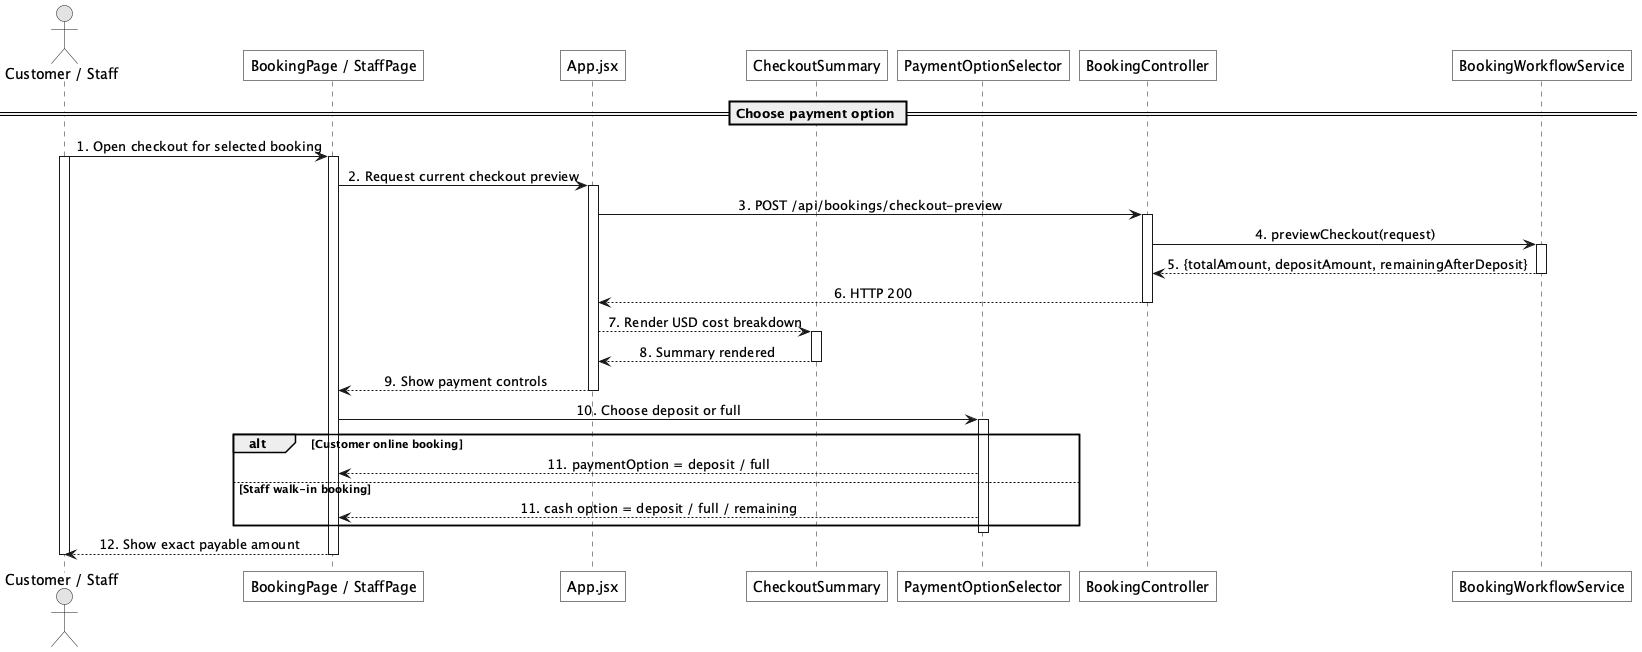 Customer / Staff
BookingPage / StaffPage
App.jsx
CheckoutSummary
PaymentOptionSelector
BookingController
BookingWorkflowService
Choose payment option
1. Open checkout for selected booking
2. Request current checkout preview
3. POST /api/bookings/checkout-preview
4. previewCheckout(request)
5. {totalAmount, depositAmount, remainingAfterDeposit}
6. HTTP 200
7. Render USD cost breakdown
8. Summary rendered
9. Show payment controls
10. Choose deposit or full
alt [Customer online booking]
11. paymentOption = deposit / full
[Staff walk-in booking]
11. cash option = deposit / full / remaining
12. Show exact payable amount
Customer / Staff
BookingPage / StaffPage
App.jsx
CheckoutSummary
PaymentOptionSelector
BookingController
BookingWorkflowService